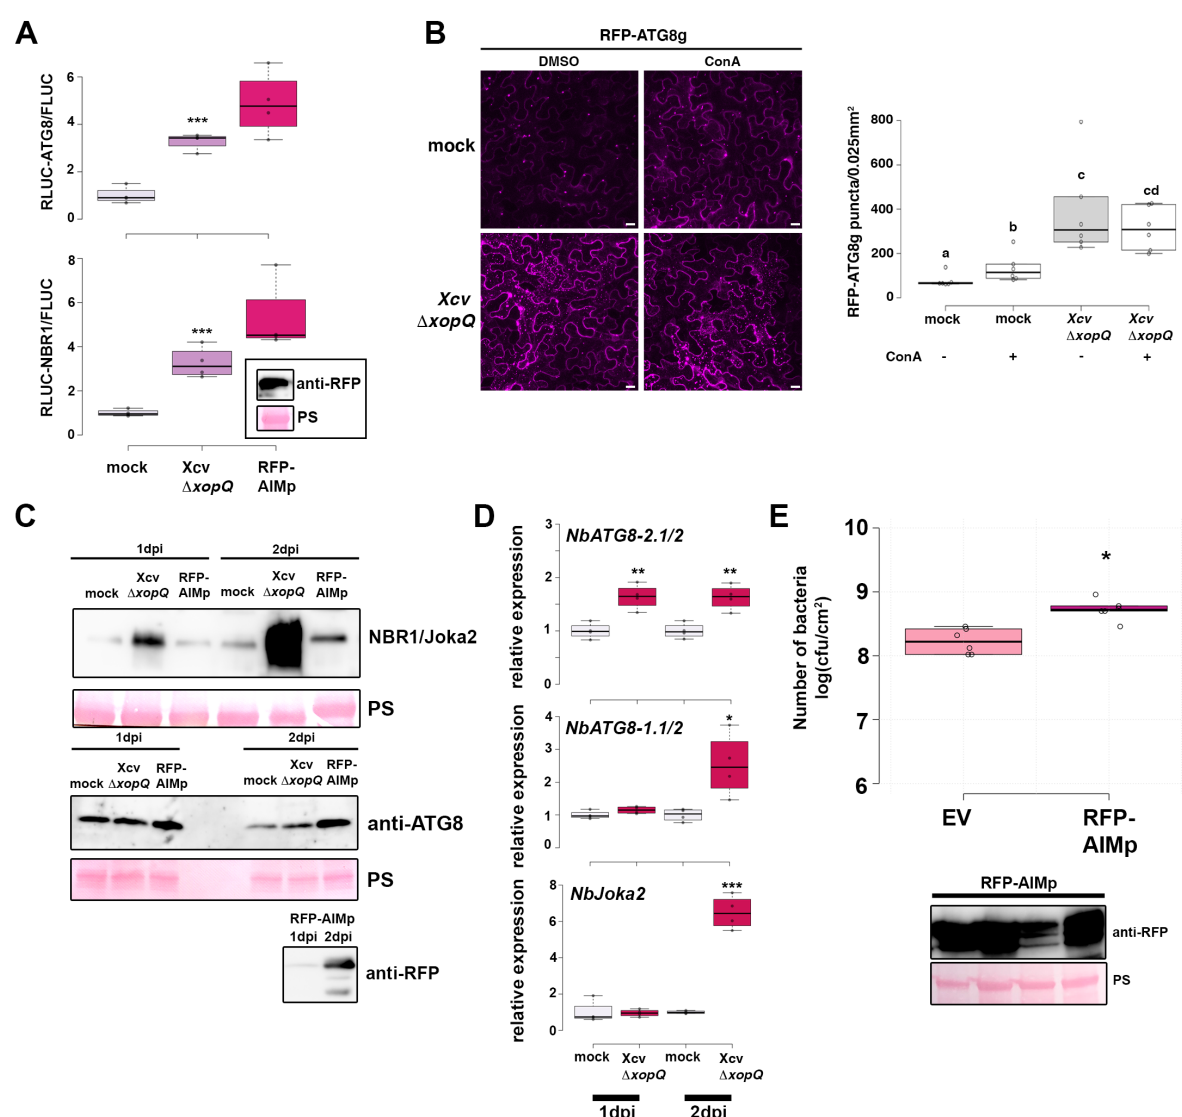 A
RLUC-ATG8/FLUC
6
4
2
0
***
RLUC-NBR1/FLUC
8
6
4
2
0
***
anti-RFP
PS
mock
Xcv
ΔxopQ
RFP-
AIMp
B
RFP-ATG8g
DMSO
ConA
mock
Xcv
ΔxopQ
RFP-ATG8g puncta/0.025mm²
800
600
400
200
0
a
b
c
cd
mock
mock
Xcv
ΔxopQ
Xcv
ΔxopQ
ConA - + - +
C
1dpi
2dpi
mock
Xcv
ΔxopQ
RFP-
AIMp
mock
Xcv
ΔxopQ
RFP-
AIMp
NBR1/Joka2
PS
1dpi
2dpi
mock
Xcv
ΔxopQ
RFP-
AIMp
mock
Xcv
ΔxopQ
RFP-
AIMp
anti-ATG8
PS
RFP-AIMp
1dpi 2dpi
anti-RFP
D
relative expression
3
2
1
0
NbATG8-2.1/2
**
**
relative expression
4
3
2
1
0
NbATG8-1.1/2
*
relative expression
8
6
4
2
0
NbJoka2
***
mock
Xcv
ΔxopQ
mock
Xcv
ΔxopQ
1dpi
2dpi
E
Number of bacteria
log(cfu/cm²)
10
9
8
7
6
*
EV
RFP-
AIMp
RFP-AIMp
anti-RFP
PS